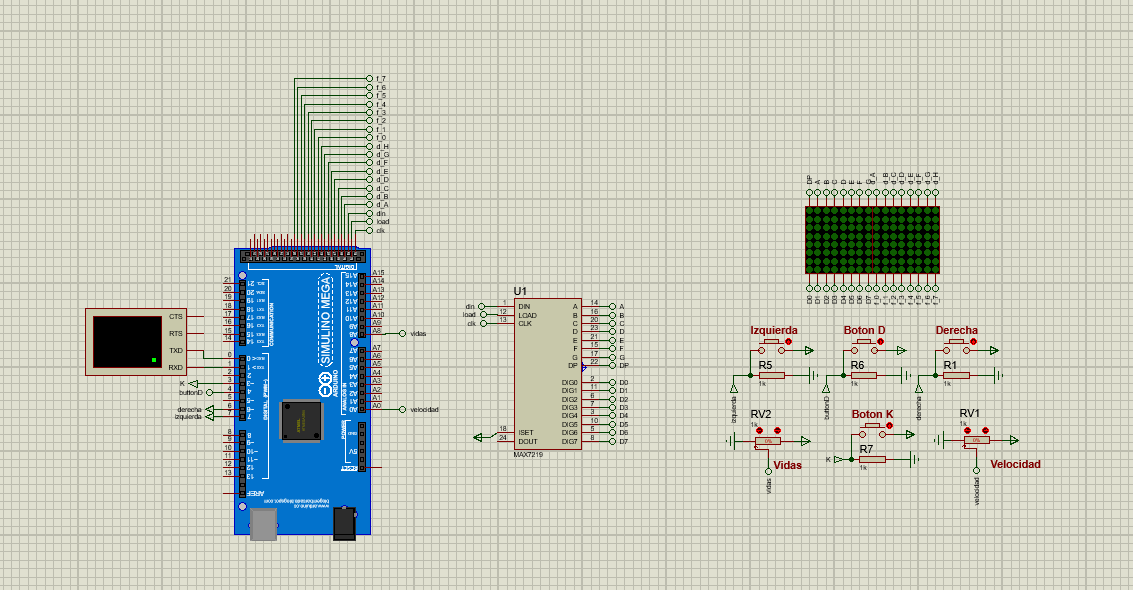 f_7
f_6
f_5
f_4
f_3
f_2
f_1
f_0
d_H
d_G
d_F
d_E
d_D
d_C
d_B
d_A
din
load
clk
21
20
19
18
17
16
15
14
0
1
2
3
4
5
6
7
8
9
10
11
12
13
COMMUNICATION
DIGITAL
SIMULINO MEGA
ARDUINO
ANALOG IN
POWER
RESET
5V
AREF
www.arduino.cc
blogembarcado.blogspot.com
A15
A14
A13
A12
A11
A10
A9
A8
A7
A6
A5
A4
A3
A2
A1
A0
vidas
velocidad
CTS
RTS
TXD
RXD
K
buttonD
derecha
izquierda
U1
din
load
clk
1
12
13
DIN
LOAD
CLK
18
24
ISET
DOUT
A
B
C
D
E
F
G
DP
14
16
20
23
21
15
17
22
A
B
C
D
E
F
G
DP
DIG0
DIG1
DIG2
DIG3
DIG4
DIG5
DIG6
DIG7
2
11
6
7
3
10
5
8
D0
D1
D2
D3
D4
D5
D6
D7
MAX7219
DP
A
B
C
D
E
F
G
d_A
d_B
d_C
d_D
d_E
d_F
d_G
d_H
D0
D1
D2
D3
D4
D5
D6
D7
f_0
f_1
f_2
f_3
f_4
f_5
f_6
f_7
Izquierda
Boton D
Derecha
R5
1k
izquierda
R6
1k
buttonD
R1
1k
derecha
RV2
0%
Vidas
vidas
Boton K
K
R7
1k
RV1
0%
Velocidad
velocidad